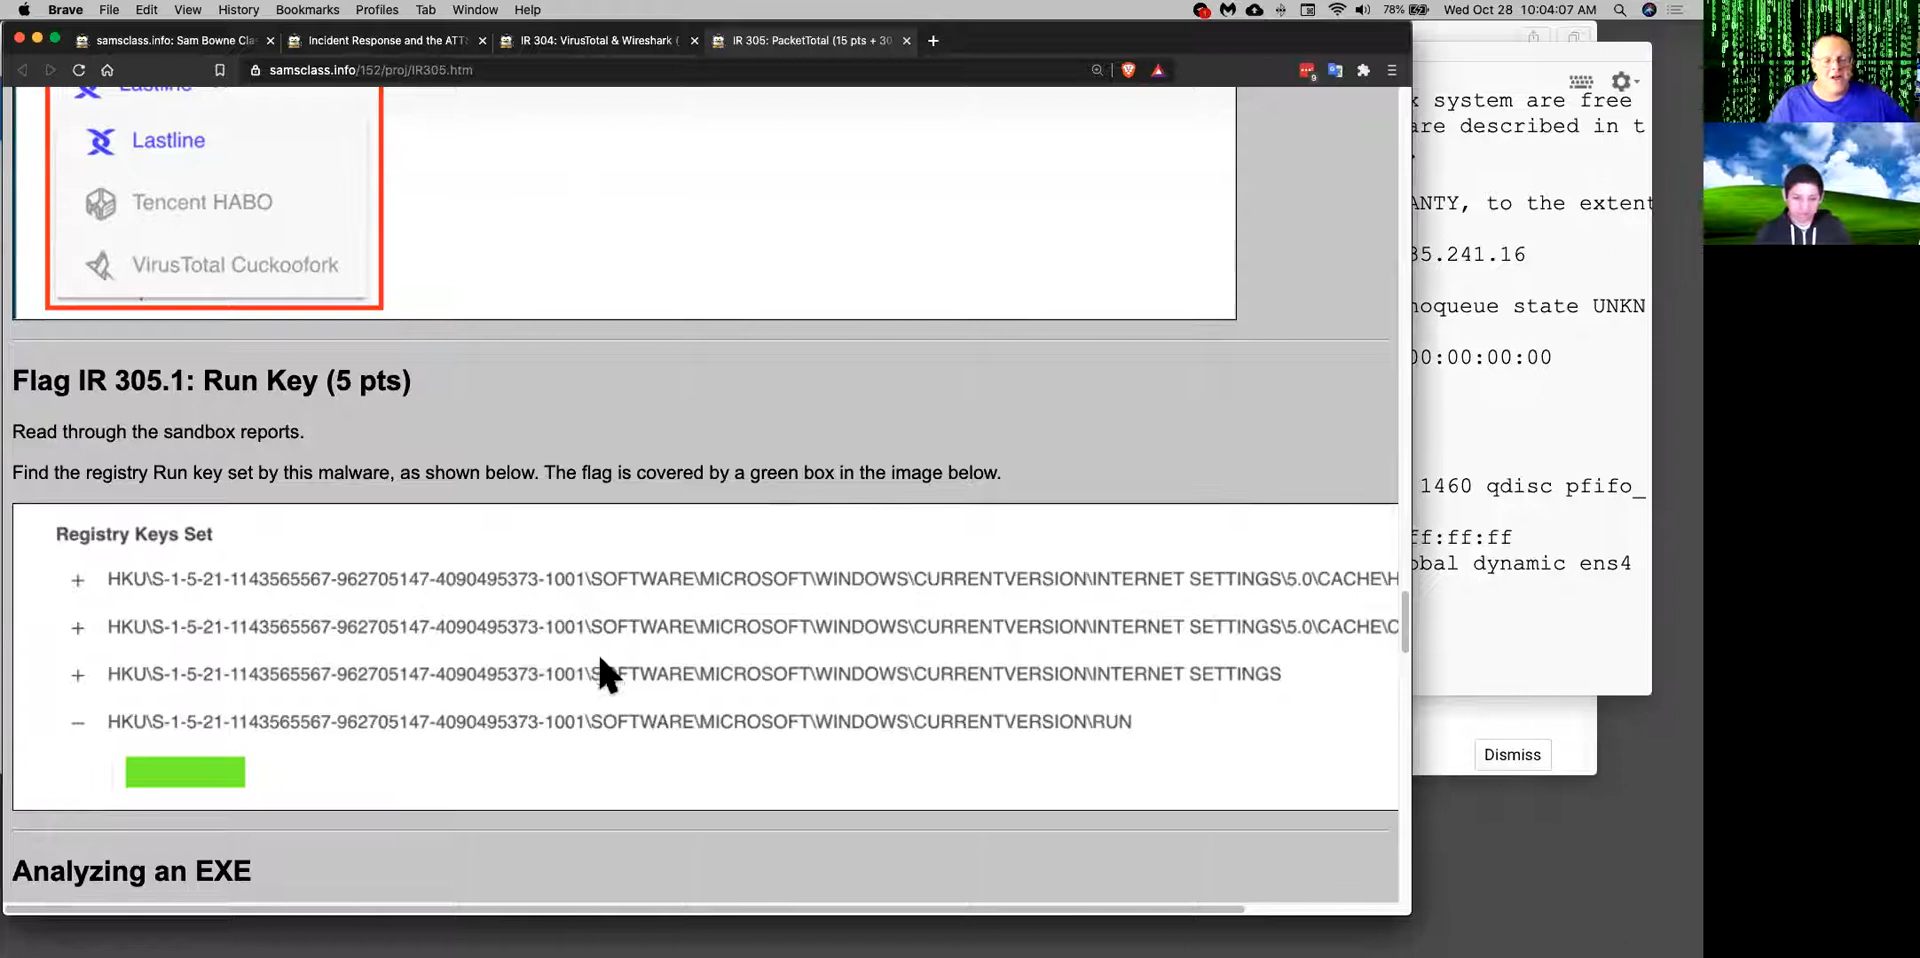 Brave File Edit View History Bookmarks Profiles Tab Window Help
78% Wed Oct 28 10:04:07 AM
samsclass.info: Sam Bowne Cla
Incident Response and the ATT
IR 304: VirusTotal & Wireshark (
IR 305: PacketTotal (15 pts + 30
samsclass.info/152/proj/IR305.htm
Lastline
Lastline
Tencent HABO
VirusTotal Cuckoofork
Flag IR 305.1: Run Key (5 pts)
Read through the sandbox reports.
Find the registry Run key set by this malware, as shown below. The flag is covered by a green box in the image below.
Registry Keys Set
+ HKU\S-1-5-21-1143565567-962705147-4090495373-1001\SOFTWARE\MICROSOFT\WINDOWS\CURRENTVERSION\INTERNET SETTINGS\5.0\CACHE\H
+ HKU\S-1-5-21-1143565567-962705147-4090495373-1001\SOFTWARE\MICROSOFT\WINDOWS\CURRENTVERSION\INTERNET SETTINGS\5.0\CACHE\C
+ HKU\S-1-5-21-1143565567-962705147-4090495373-1001\SOFTWARE\MICROSOFT\WINDOWS\CURRENTVERSION\INTERNET SETTINGS
– HKU\S-1-5-21-1143565567-962705147-4090495373-1001\SOFTWARE\MICROSOFT\WINDOWS\CURRENTVERSION\RUN
Analyzing an EXE
x system are free
are described in t
ANTY, to the extent
35.241.16
noqueue state UNKN
00:00:00:00
1460 qdisc pfifo_
ff:ff:ff
obal dynamic ens4
Dismiss